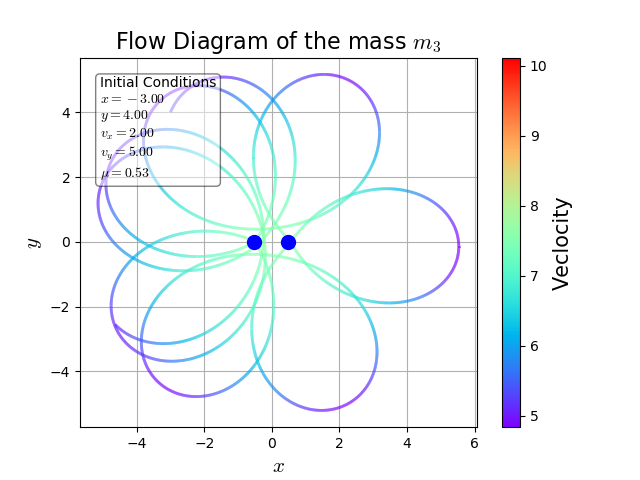 Flow Diagram of the mass m₃
Initial Conditions
x = −3.00
y = 4.00
vₓ = 2.00
v_y = 5.00
μ = 0.53
4
2
0
−2
−4
y
−4
−2
0
2
4
6
x
10
9
8
7
6
5
Veclocity